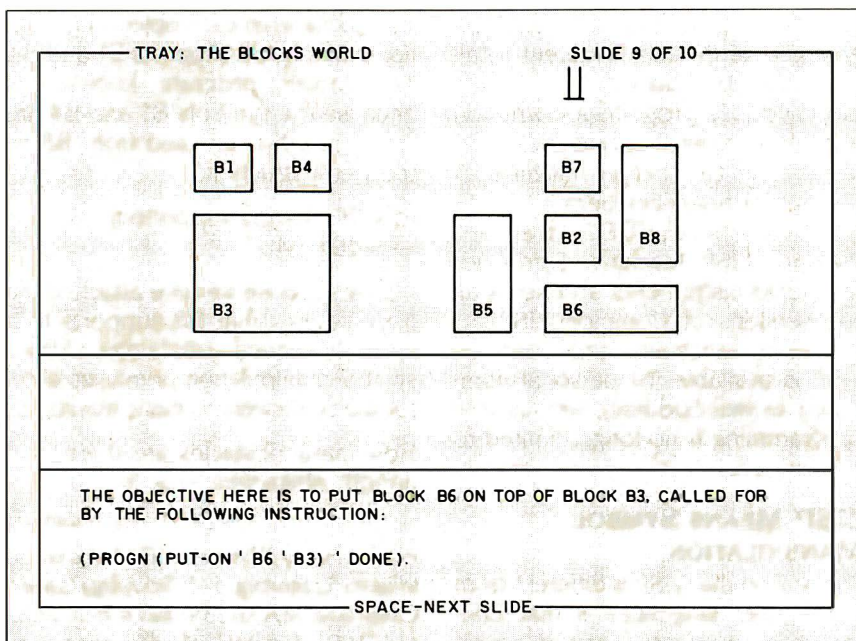 TRAY: THE BLOCKS WORLD SLIDE 9 OF 10
B1 B4 B7
B2 B8
B3 B5 B6
THE OBJECTIVE HERE IS TO PUT BLOCK B6 ON TOP OF BLOCK B3, CALLED FOR
BY THE FOLLOWING INSTRUCTION:
(PROGN (PUT-ON ' B6 ' B3) ' DONE).
SPACE-NEXT SLIDE